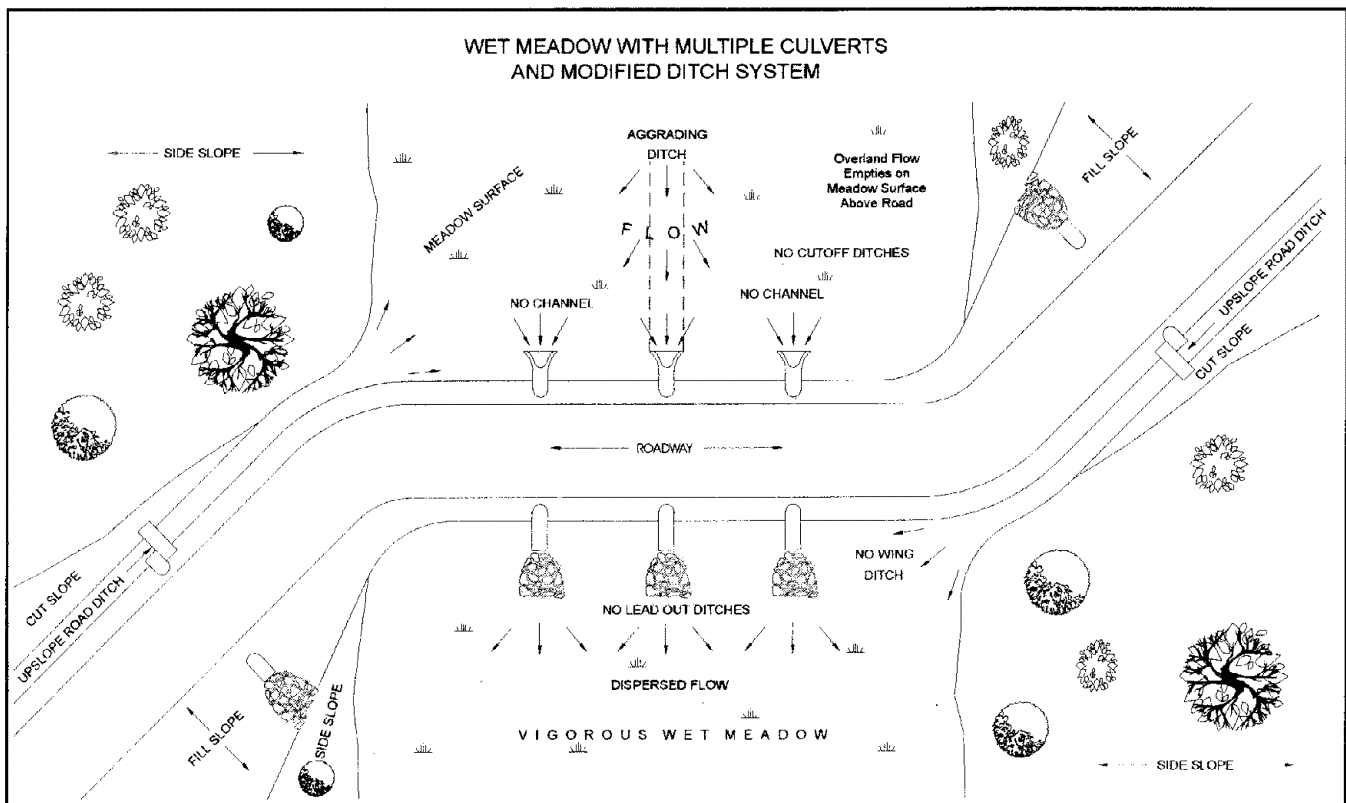 WET MEADOW WITH MULTIPLE CULVERTS
AND MODIFIED DITCH SYSTEM
SIDE SLOPE
AGGRADING
DITCH
Overland Flow
Empties on
Meadow Surface
Above Road
FILL SLOPE
MEADOW SURFACE
FLOW
NO CUTOFF DITCHES
NO CHANNEL
NO CHANNEL
UPSLOPE ROAD DITCH
CUT SLOPE
ROADWAY
CUT SLOPE
UPSLOPE ROAD DITCH
NO WING
DITCH
NO LEAD OUT DITCHES
DISPERSED FLOW
FILL SLOPE
SIDE SLOPE
VIGOROUS WET MEADOW
SIDE SLOPE